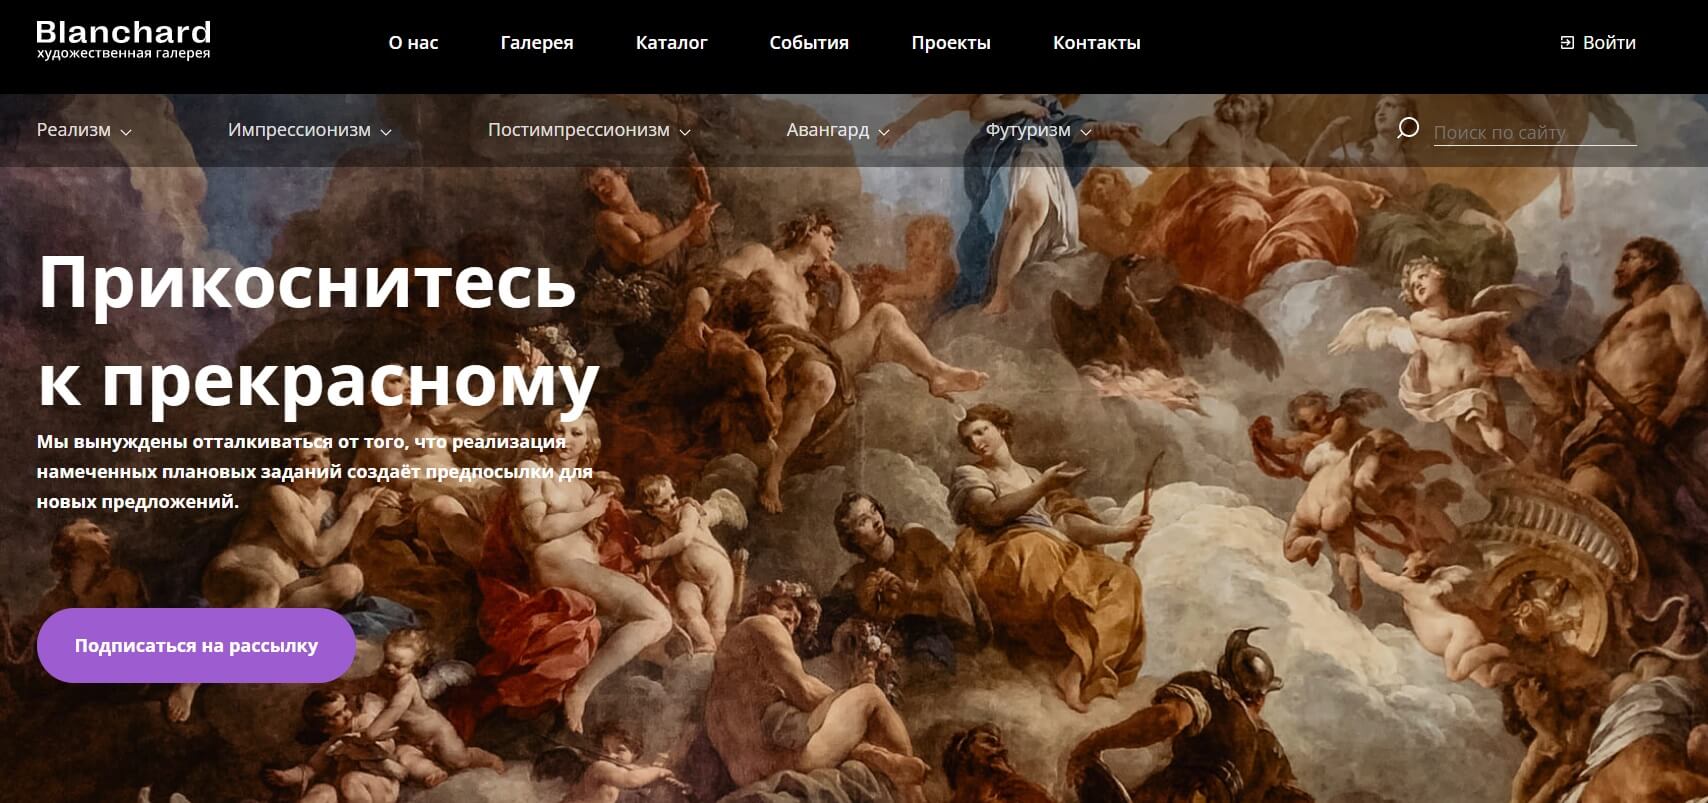 Blanchard
художественная галерея
О нас
Галерея
Каталог
События
Проекты
Контакты
Войти
Реализм
Импрессионизм
Постимпрессионизм
Авангард
Футуризм
Поиск по сайту
Прикоснитесь
к прекрасному
Мы вынуждены отталкиваться от того, что реализация
намеченных плановых заданий создаёт предпосылки для
новых предложений.
Подписаться на рассылку